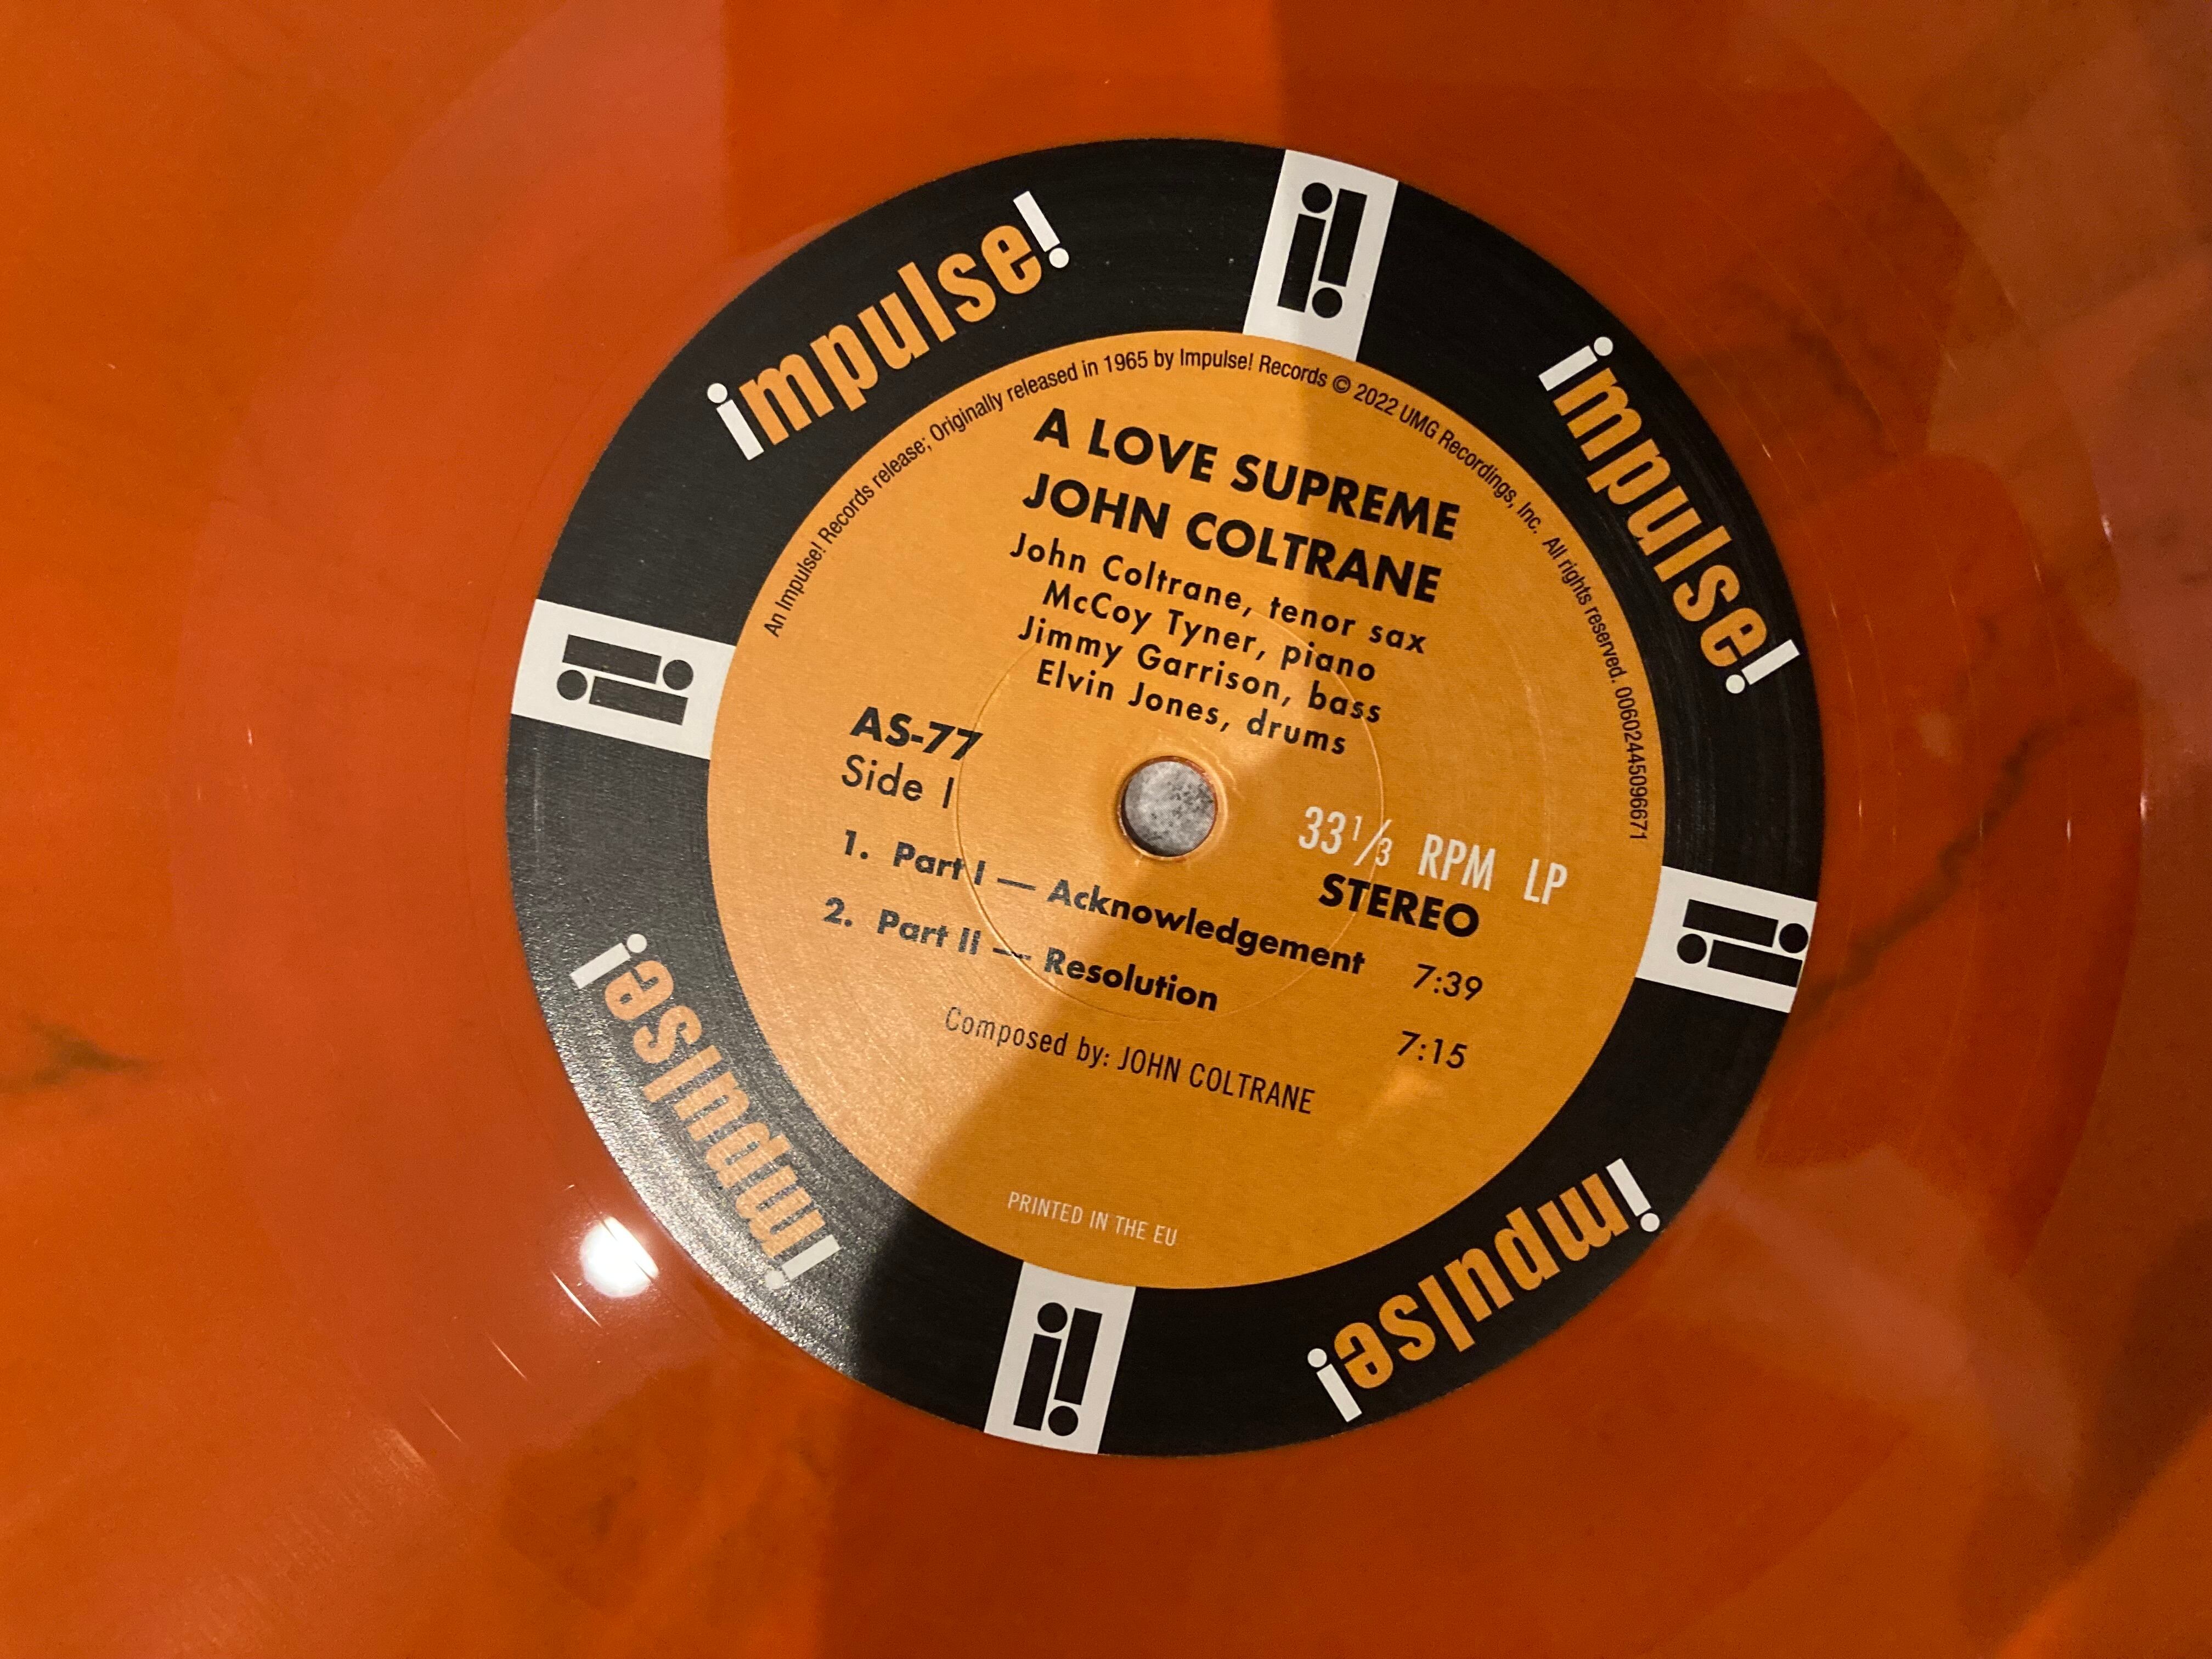 impulse!
impulse!
impulse!
impulse!
An Impulse! Records release; Originally released in 1965 by Impulse! Records © 2022 UMG Recordings, Inc. All rights reserved. 00602445096671
A LOVE SUPREME
JOHN COLTRANE
John Coltrane, tenor sax
McCoy Tyner, piano
Jimmy Garrison, bass
Elvin Jones, drums
AS-77
Side 1
33 1/3 RPM LP
STEREO
1. Part I — Acknowledgement 7:39
2. Part II — Resolution 7:15
Composed by: JOHN COLTRANE
PRINTED IN THE EU